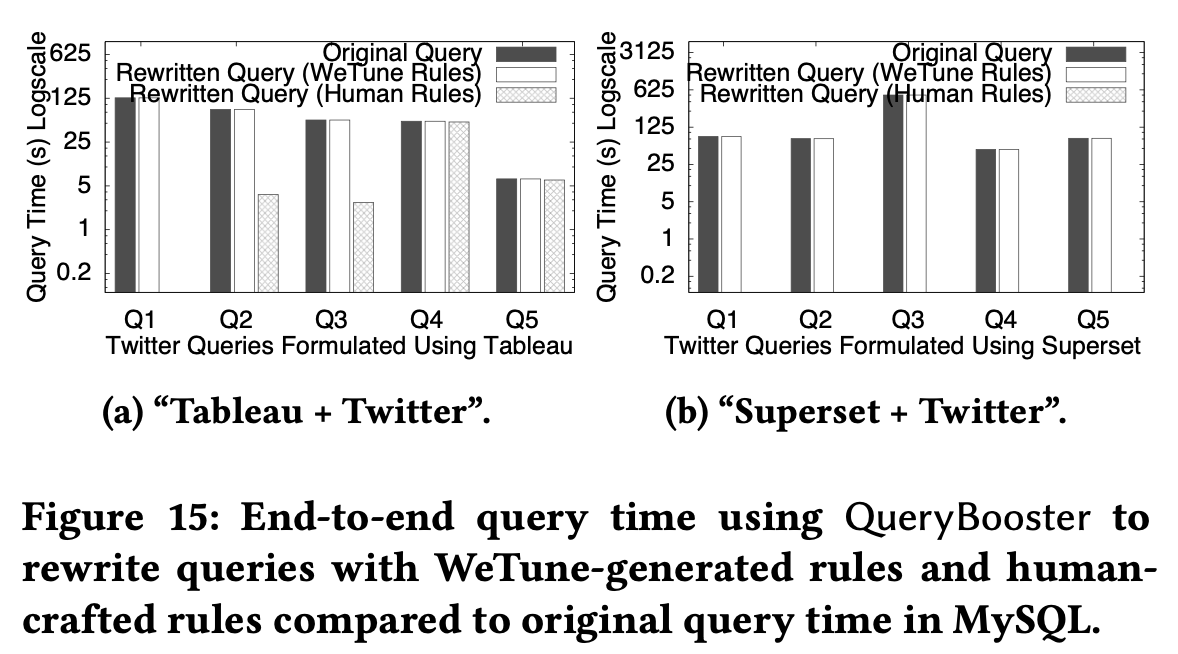 Query Time (s) Logscale
625
125
25
5
1
0.2
Original Query
Rewritten Query (WeTune Rules)
Rewritten Query (Human Rules)
Q1 Q2 Q3 Q4 Q5
Twitter Queries Formulated Using Tableau
(a) “Tableau + Twitter”.
Query Time (s) Logscale
3125
625
125
25
5
1
0.2
Original Query
Rewritten Query (WeTune Rules)
Rewritten Query (Human Rules)
Q1 Q2 Q3 Q4 Q5
Twitter Queries Formulated Using Superset
(b) “Superset + Twitter”.
Figure 15: End-to-end query time using QueryBooster to
rewrite queries with WeTune-generated rules and human-
crafted rules compared to original query time in MySQL.